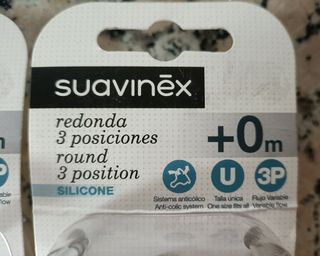 suavinēx
redonda
3 posiciones
round
3 position
SILICONE
+0m
U
3P
Sistema anticólico
Anti-colic system
Talla única
One size fits all
Flujo Variable
Variable flow
m
P